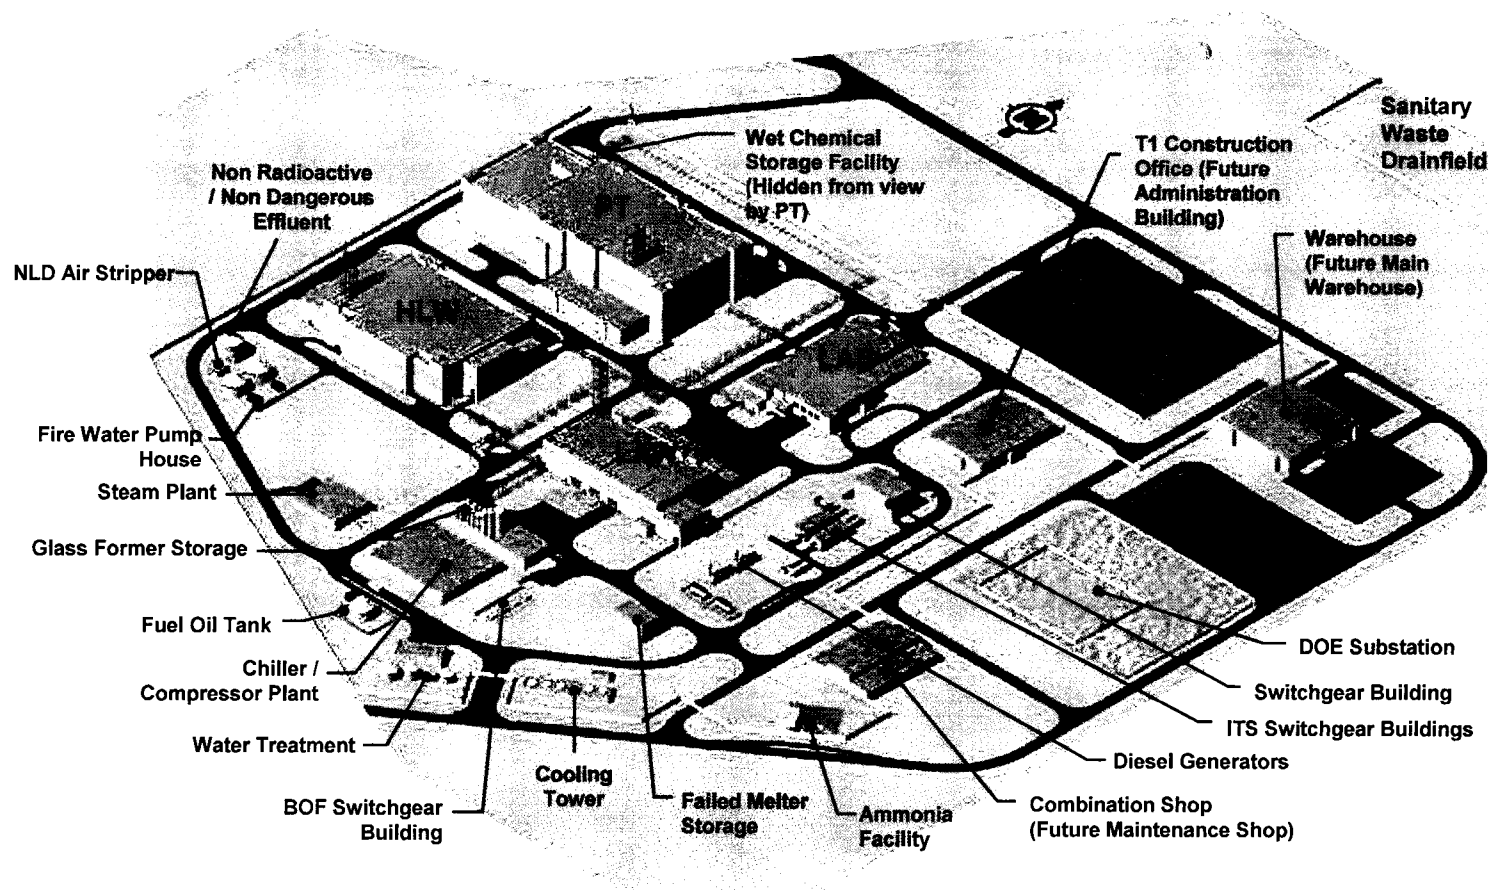 Sanitary
Waste
Drainfield
Wet Chemical
Storage Facility
(Hidden from view
by PT)
T1 Construction
Office (Future
Administration
Building)
Non Radioactive
/ Non Dangerous
Effluent
Warehouse
(Future Main
Warehouse)
PT
NLD Air Stripper
HLW
LAB
Fire Water Pump
House
Steam Plant
Glass Former Storage
Fuel Oil Tank
DOE Substation
Chiller /
Compressor Plant
Switchgear Building
ITS Switchgear Buildings
Water Treatment
Diesel Generators
Cooling
Tower
BOF Switchgear
Building
Failed Melter
Storage
Ammonia
Facility
Combination Shop
(Future Maintenance Shop)